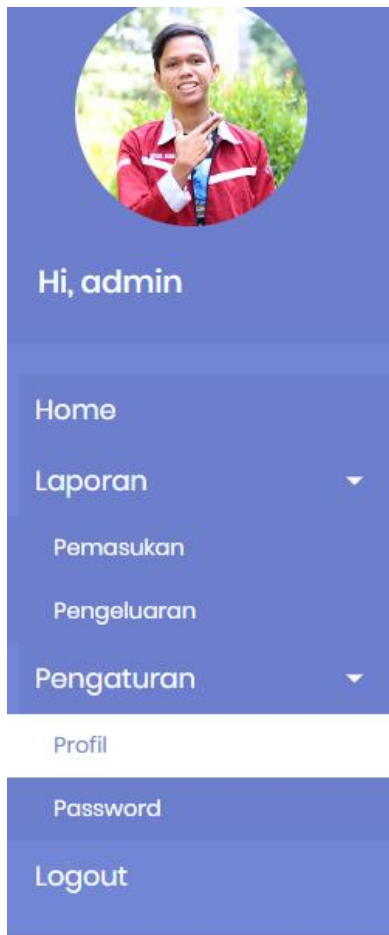 Hi, admin
Home
Laporan
Pemasukan
Pengeluaran
Pengaturan
Profil
Password
Logout